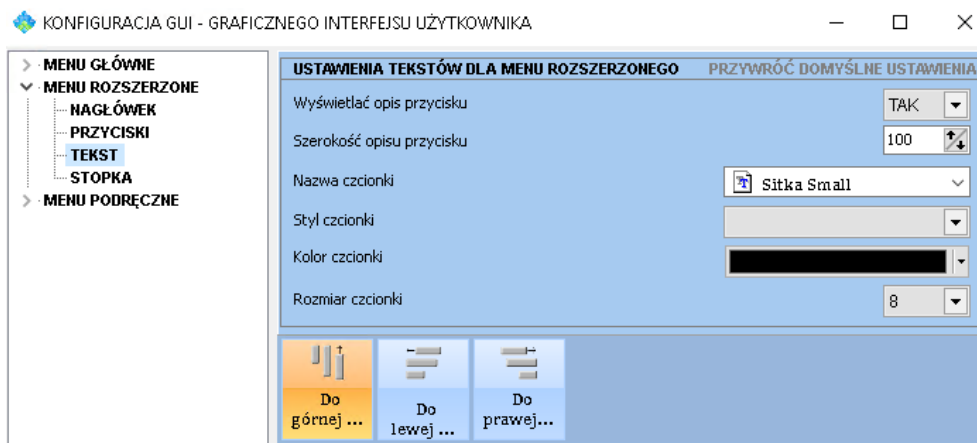 KONFIGURACJA GUI - GRAFICZNEGO INTERFEJSU UŻYTKOWNIKA
MENU GŁÓWNE
MENU ROZSZERZONE
NAGŁÓWEK
PRZYCISKI
TEKST
STOPKA
MENU PODRĘCZNE
USTAWIENIA TEKSTÓW DLA MENU ROZSZERZONEGO PRZYWRÓĆ DOMYŚLNE USTAWIENIA
Wyświetlać opis przycisku TAK
Szerokość opisu przycisku 100
Nazwa czcionki Sitka Small
Styl czcionki
Kolor czcionki
Rozmiar czcionki 8
Do
górnej ...
Do
lewej ...
Do
prawej...